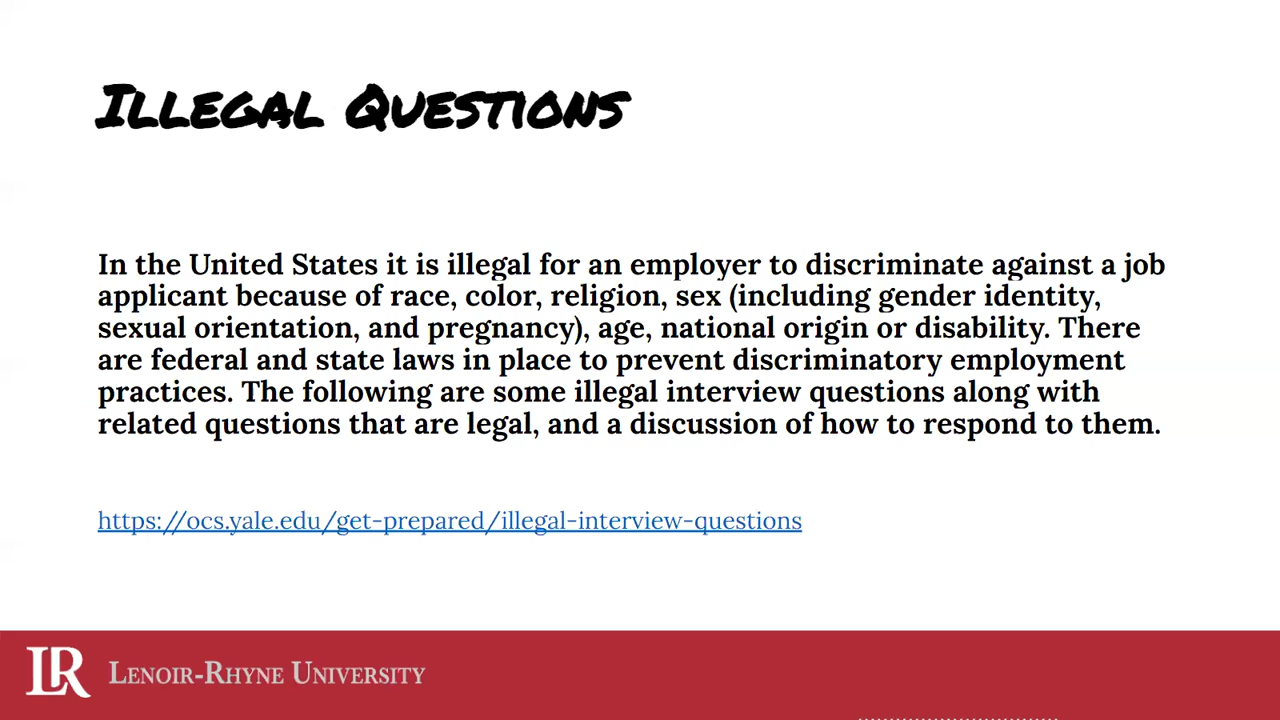 Illegal Questions
In the United States it is illegal for an employer to discriminate against a job
applicant because of race, color, religion, sex (including gender identity,
sexual orientation, and pregnancy), age, national origin or disability. There
are federal and state laws in place to prevent discriminatory employment
practices. The following are some illegal interview questions along with
related questions that are legal, and a discussion of how to respond to them.
https://ocs.yale.edu/get-prepared/illegal-interview-questions
LR Lenoir-Rhyne University